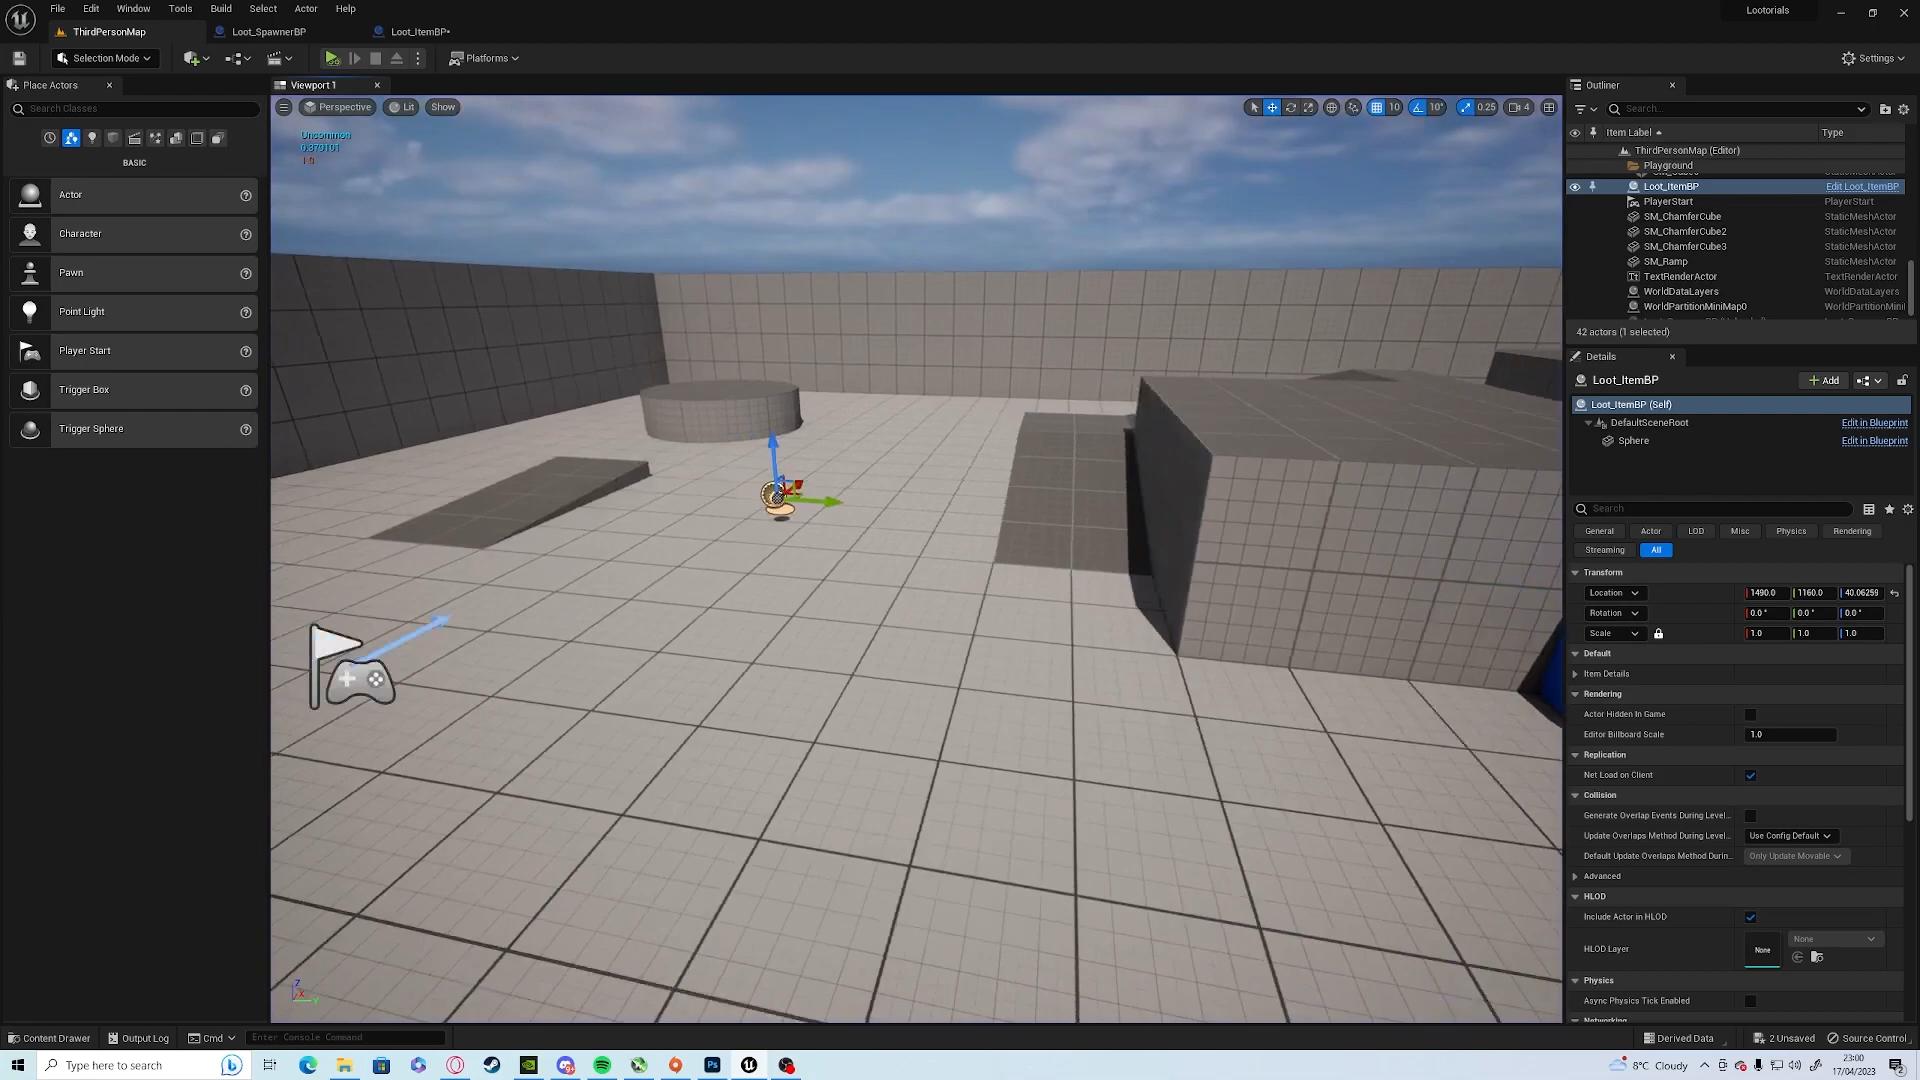 File Edit Window Tools Build Select Actor Help
Lootorials
ThirdPersonMap
Loot_SpawnerBP
Loot_ItemBP•
Selection Mode
Platforms
Settings
Place Actors
Viewport 1
Outliner
Search Classes
Perspective
Lit
Show
10
10°
0.25
4
Search...
Item Label
Type
Uncommon
BASIC
ThirdPersonMap (Editor)
Playground
Loot_ItemBP
Edit Loot_ItemBP
PlayerStart
PlayerStart
SM_ChamferCube
StaticMeshActor
SM_ChamferCube2
StaticMeshActor
SM_ChamferCube3
StaticMeshActor
SM_Ramp
StaticMeshActor
TextRenderActor
TextRenderActor
WorldDataLayers
WorldDataLayers
WorldPartitionMiniMap0
WorldPartitionMini
42 actors (1 selected)
Actor
Character
Pawn
Point Light
Player Start
Trigger Box
Trigger Sphere
Details
Loot_ItemBP
Add
Loot_ItemBP (Self)
DefaultSceneRoot
Edit in Blueprint
Sphere
Edit in Blueprint
Search
General
Actor
LOD
Misc
Physics
Rendering
Streaming
All
Transform
Location
1490.0
1160.0
40.06259
Rotation
0.0 °
0.0 °
0.0 °
Scale
1.0
1.0
1.0
Default
Item Details
Rendering
Actor Hidden In Game
Editor Billboard Scale
1.0
Replication
Net Load on Client
Collision
Generate Overlap Events During Level...
Update Overlaps Method During Level...
Use Config Default
Default Update Overlaps Method Durin...
Only Update Movable
Advanced
HLOD
Include Actor in HLOD
HLOD Layer
None
None
Physics
Async Physics Tick Enabled
Z
X
Y
Content Drawer
Output Log
Cmd
Enter Console Command
Derived Data
2 Unsaved
Source Control
Type here to search
8°C Cloudy
23:00
17/04/2023